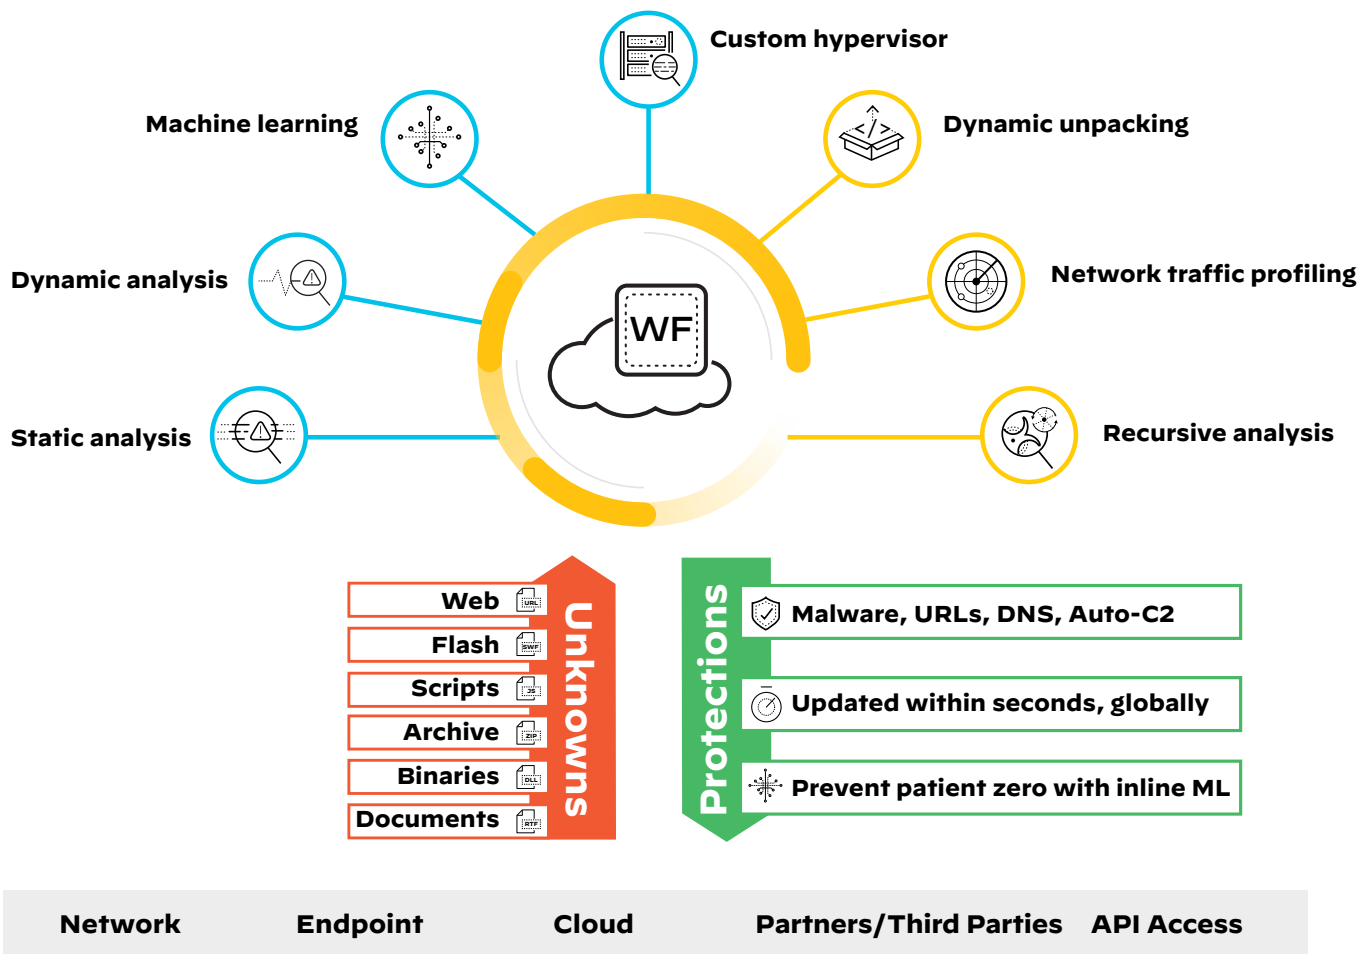 Custom hypervisor
Machine learning
Dynamic unpacking
Dynamic analysis
Network traffic profiling
WF
Static analysis
Recursive analysis
Unknowns
Web
URL
Flash
SWF
Scripts
JS
Archive
ZIP
Binaries
DLL
Documents
RTF
Protections
Malware, URLs, DNS, Auto-C2
Updated within seconds, globally
Prevent patient zero with inline ML
Network Endpoint Cloud Partners/Third Parties API Access